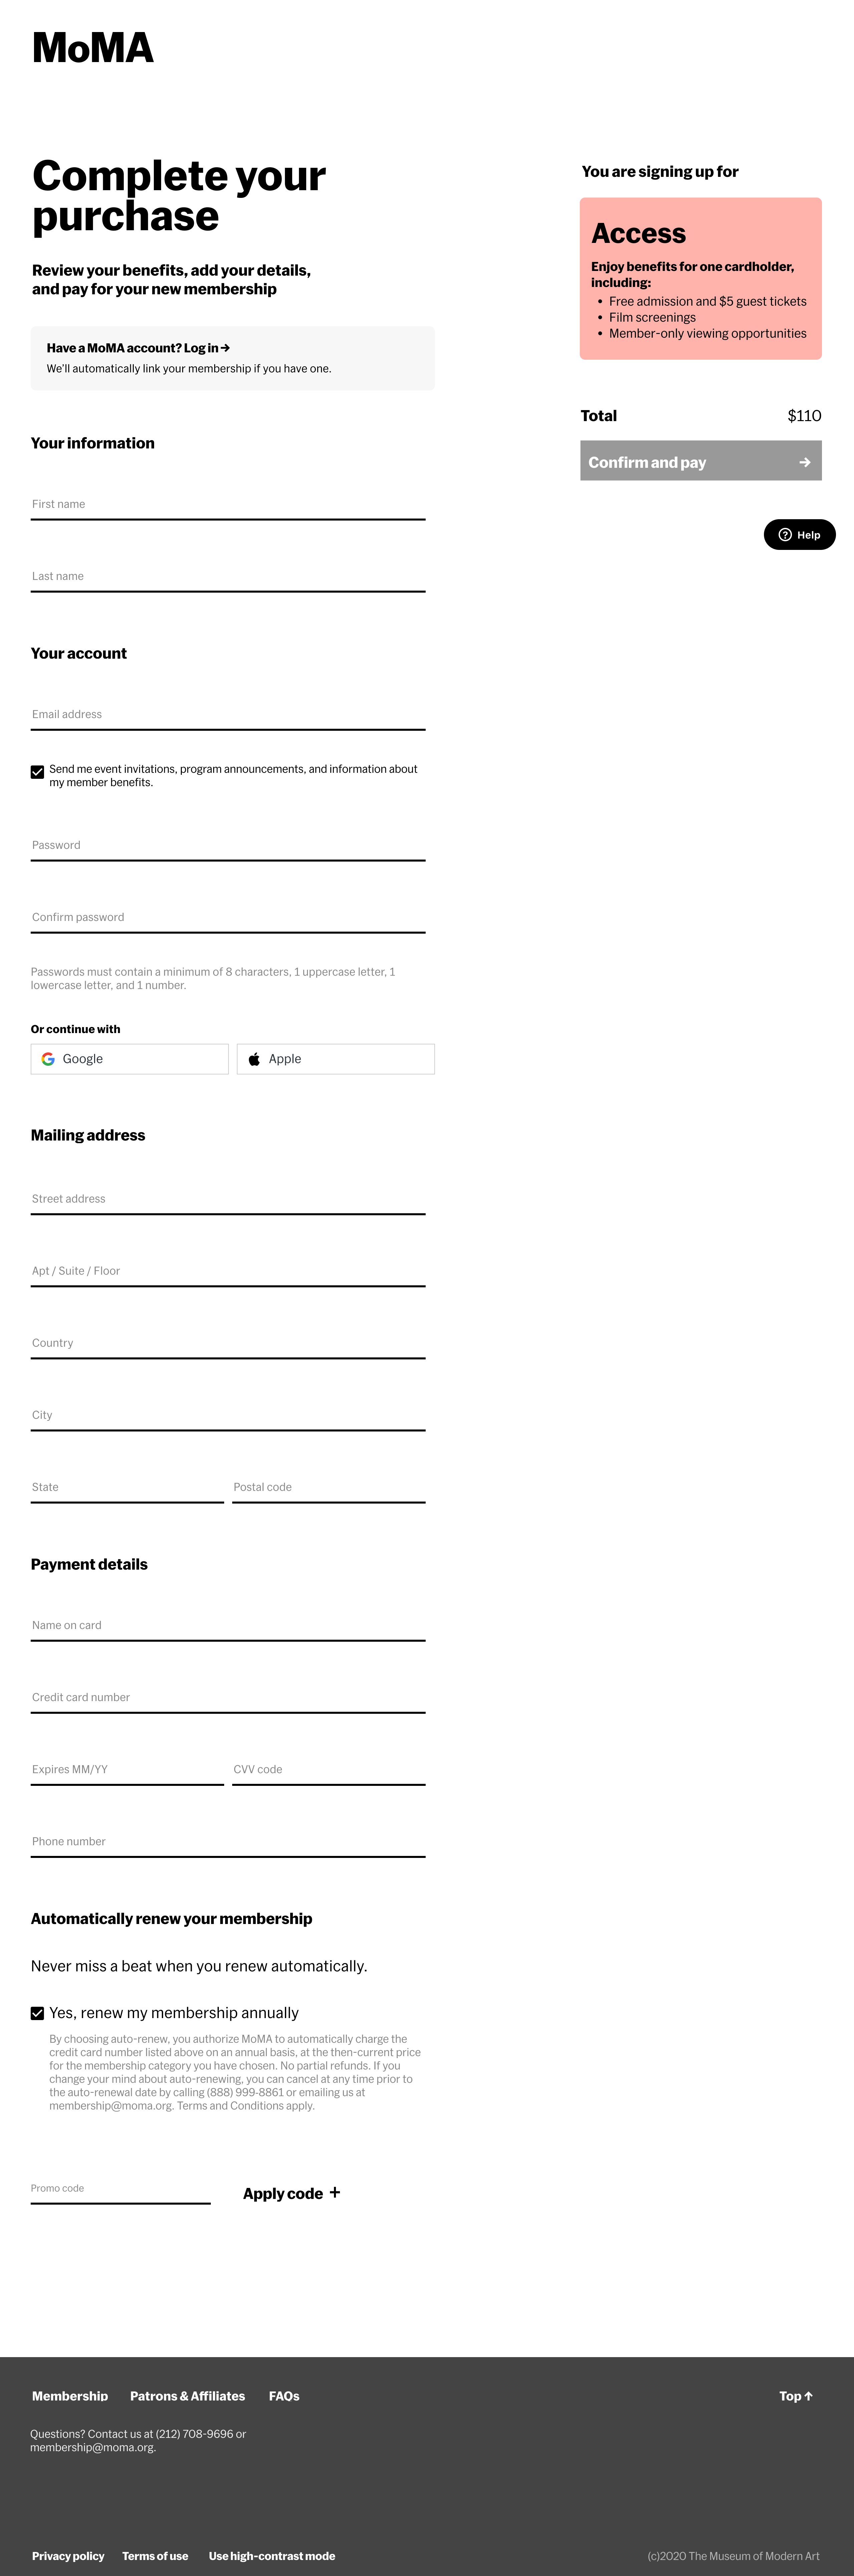 MoMA
Complete your
purchase
Review your benefits, add your details,
and pay for your new membership
Have a MoMA account? Log in →
We'll automatically link your membership if you have one.
Your information
First name
Last name
Your account
Email address
Send me event invitations, program announcements, and information about
my member benefits.
Password
Confirm password
Passwords must contain a minimum of 8 characters, 1 uppercase letter, 1
lowercase letter, and 1 number.
Or continue with
Google
Apple
Mailing address
Street address
Apt / Suite / Floor
Country
City
State
Postal code
Payment details
Name on card
Credit card number
Expires MM/YY
CVV code
Phone number
Automatically renew your membership
Never miss a beat when you renew automatically.
Yes, renew my membership annually
By choosing auto-renew, you authorize MoMA to automatically charge the
credit card number listed above on an annual basis, at the then-current price
for the membership category you have chosen. No partial refunds. If you
change your mind about auto-renewing, you can cancel at any time prior to
the auto-renewal date by calling (888) 999-8861 or emailing us at
membership@moma.org. Terms and Conditions apply.
Promo code
Apply code +
You are signing up for
Access
Enjoy benefits for one cardholder,
including:
• Free admission and $5 guest tickets
• Film screenings
• Member-only viewing opportunities
Total
$110
Confirm and pay →
Help
Membership
Patrons & Affiliates
FAQs
Top ↑
Questions? Contact us at (212) 708-9696 or
membership@moma.org.
Privacy policy
Terms of use
Use high-contrast mode
(c)2020 The Museum of Modern Art